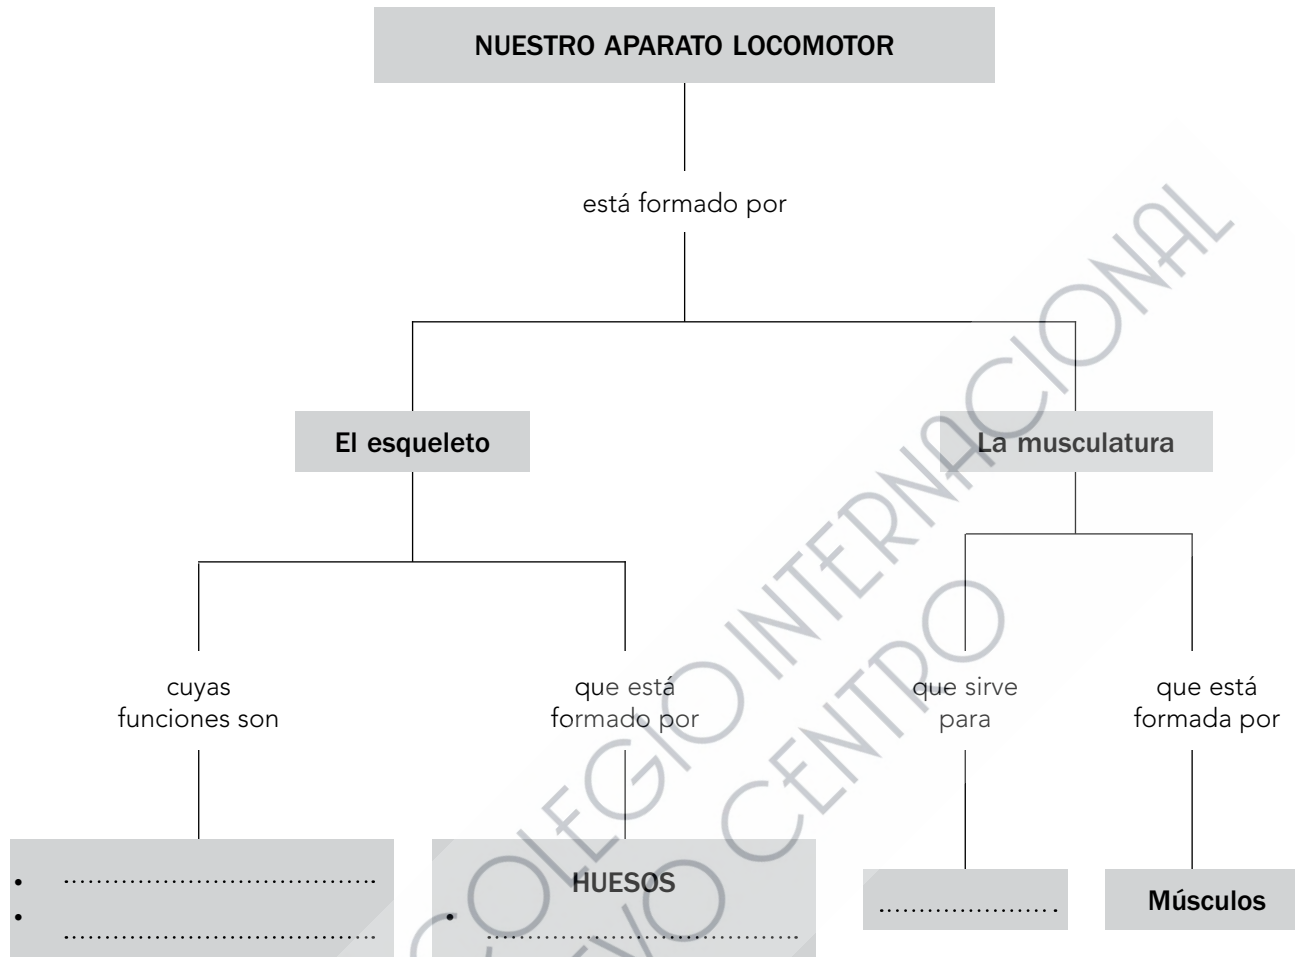 NUESTRO APARATO LOCOMOTOR
está formado por
El esqueleto
La musculatura
cuyas
funciones son
que está
formado por
que sirve
para
que está
formada por
•
•
HUESOS
•
Músculos
COLEGIO INTERNACIONAL
EVO CENTRO